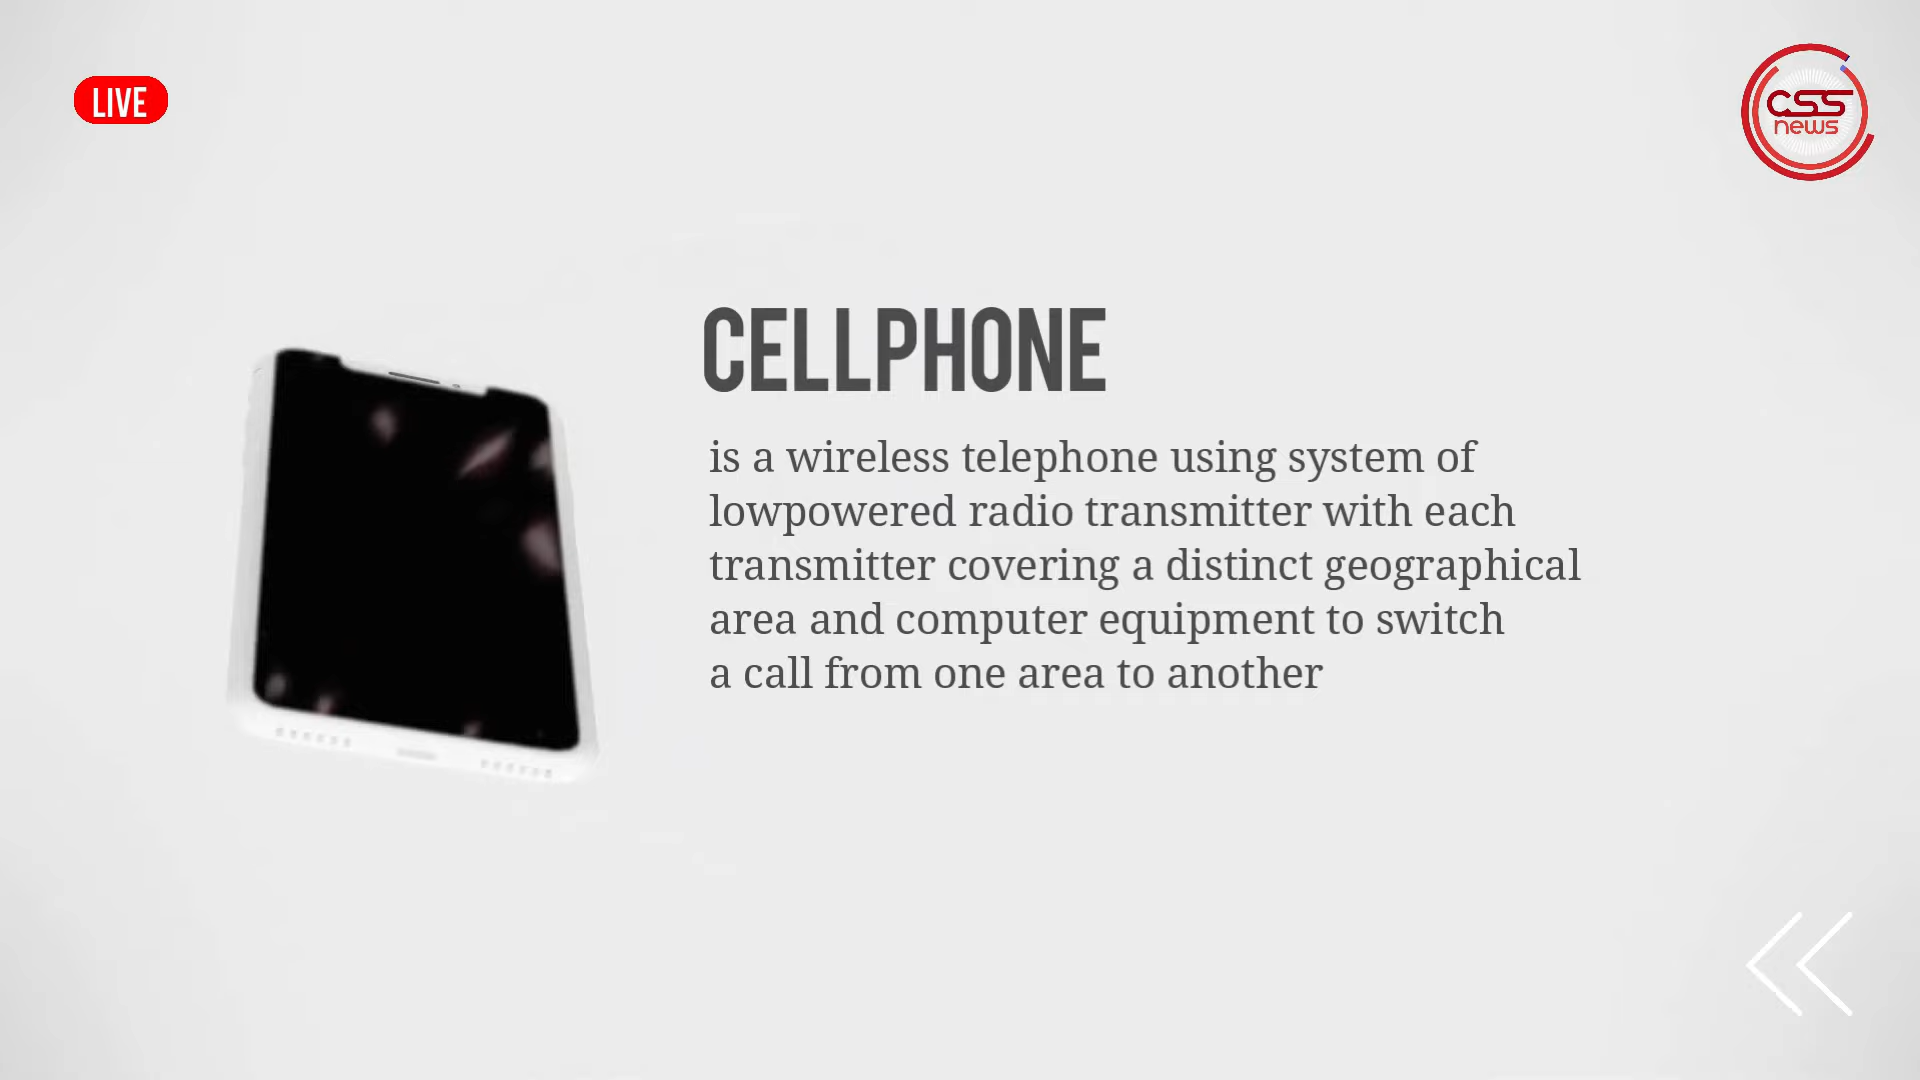 LIVE
CSS
news
CELLPHONE
is a wireless telephone using system of
lowpowered radio transmitter with each
transmitter covering a distinct geographical
area and computer equipment to switch
a call from one area to another